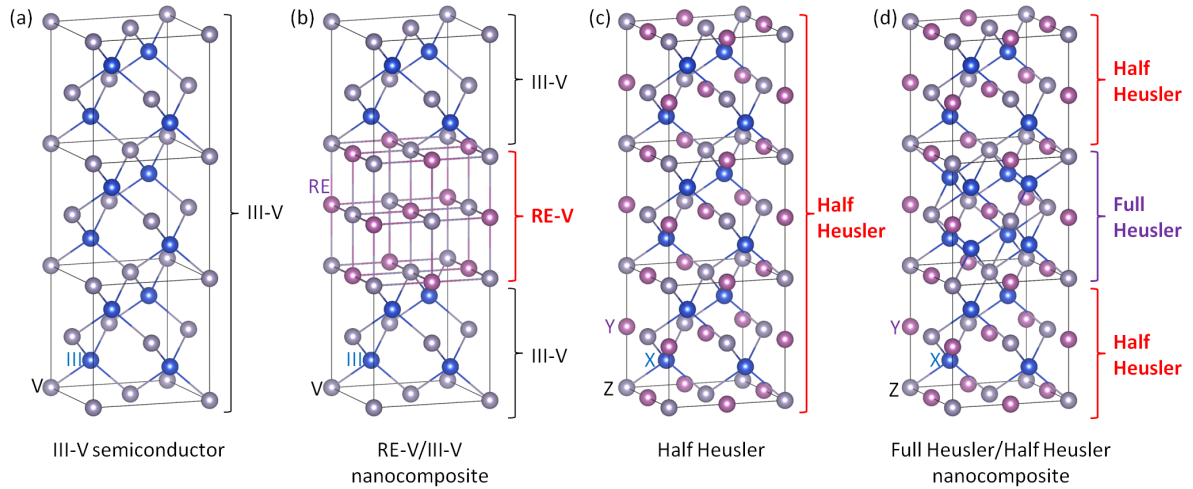 (a)
III-V
III
V
III-V semiconductor
(b)
III-V
RE
RE-V
III-V
III
V
RE-V/III-V
nanocomposite
(c)
Half
Heusler
Y
X
Z
Half Heusler
(d)
Half
Heusler
Full
Heusler
Half
Heusler
Y
X
Z
Full Heusler/Half Heusler
nanocomposite